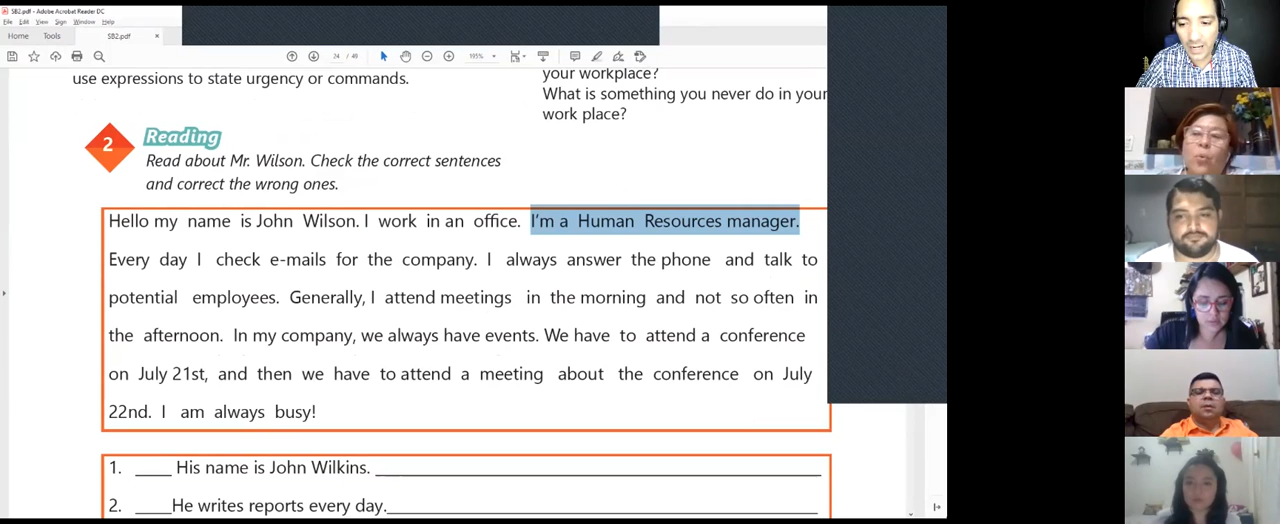 SB2.pdf - Adobe Acrobat Reader DC
File Edit View Sign Window Help
Home Tools SB2.pdf ×
24 / 49 195%
use expressions to state urgency or commands.
your workplace?
What is something you never do in your
work place?
2 Reading
Read about Mr. Wilson. Check the correct sentences
and correct the wrong ones.
Hello my name is John Wilson. I work in an office. I'm a Human Resources manager.
Every day I check e-mails for the company. I always answer the phone and talk to
potential employees. Generally, I attend meetings in the morning and not so often in
the afternoon. In my company, we always have events. We have to attend a conference
on July 21st, and then we have to attend a meeting about the conference on July
22nd. I am always busy!
1. ____ His name is John Wilkins. ____
2. ____He writes reports every day.____